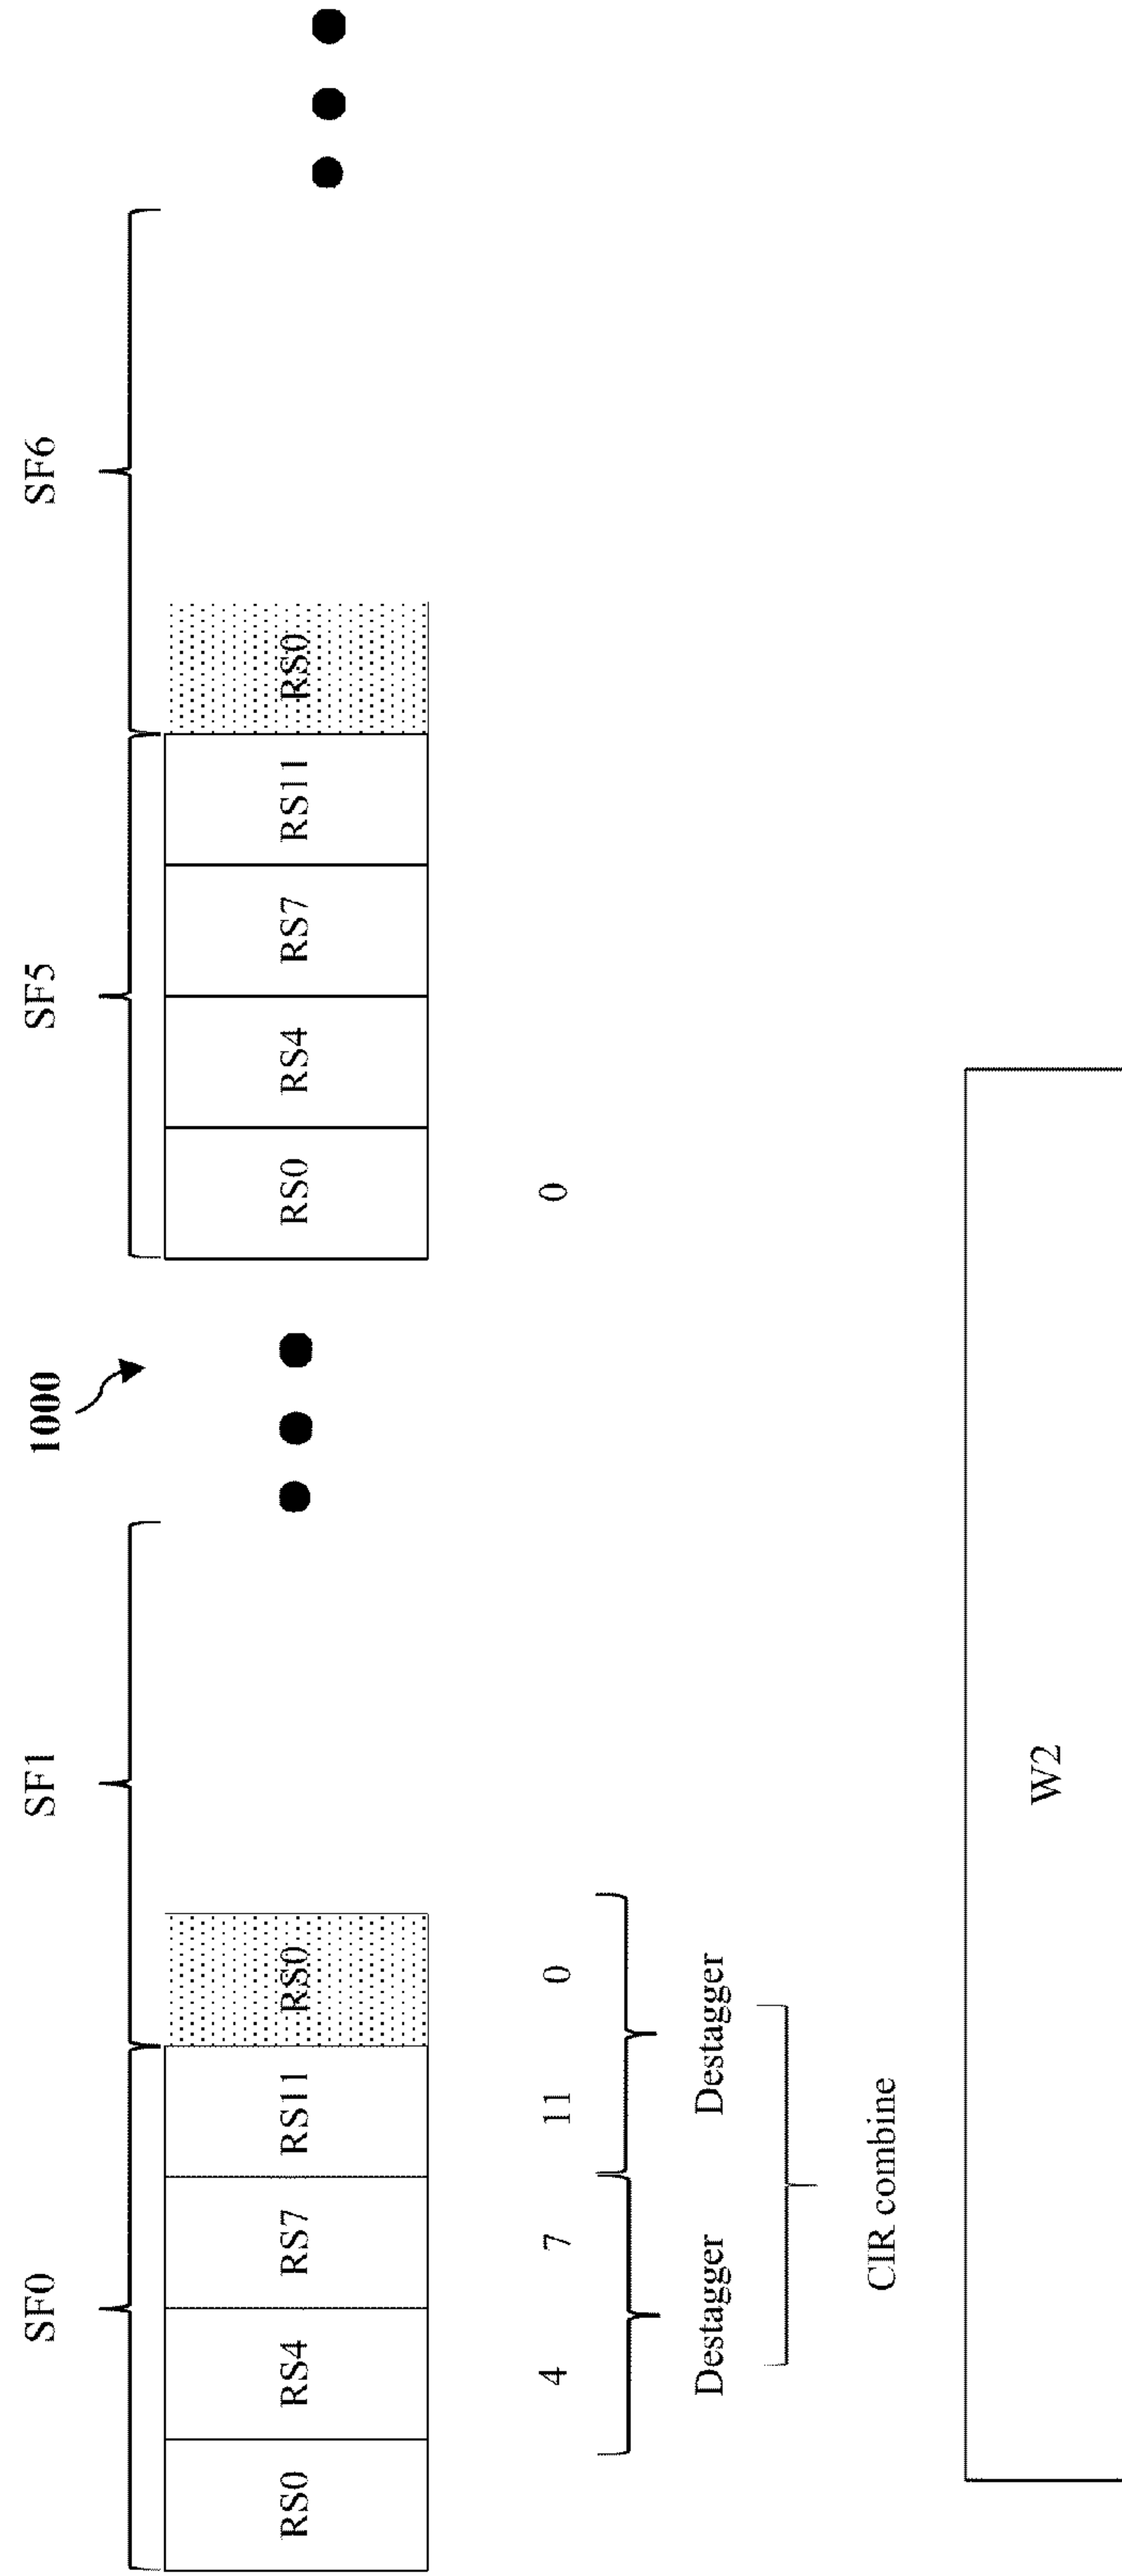 1000
SF0 SF1 SF5 SF6
RS0 RS4 RS7 RS11 RS0 RS0 RS4 RS7 RS11 RS0
4 7 11 0 0
Destagger Destagger
CIR combine
W2